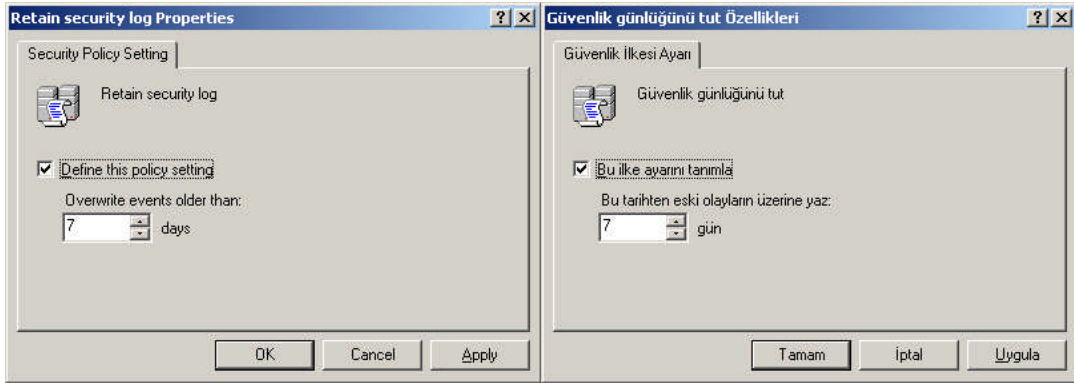 Retain security log Properties
Security Policy Setting
Retain security log
Define this policy setting
Overwrite events older than:
7 days
OK Cancel Apply
Güvenlik günlüğünü tut Özellikleri
Güvenlik İlkesi Ayarı
Güvenlik günlüğünü tut
Bu ilke ayarını tanımla
Bu tarihten eski olayların üzerine yaz:
7 gün
Tamam İptal Uygula